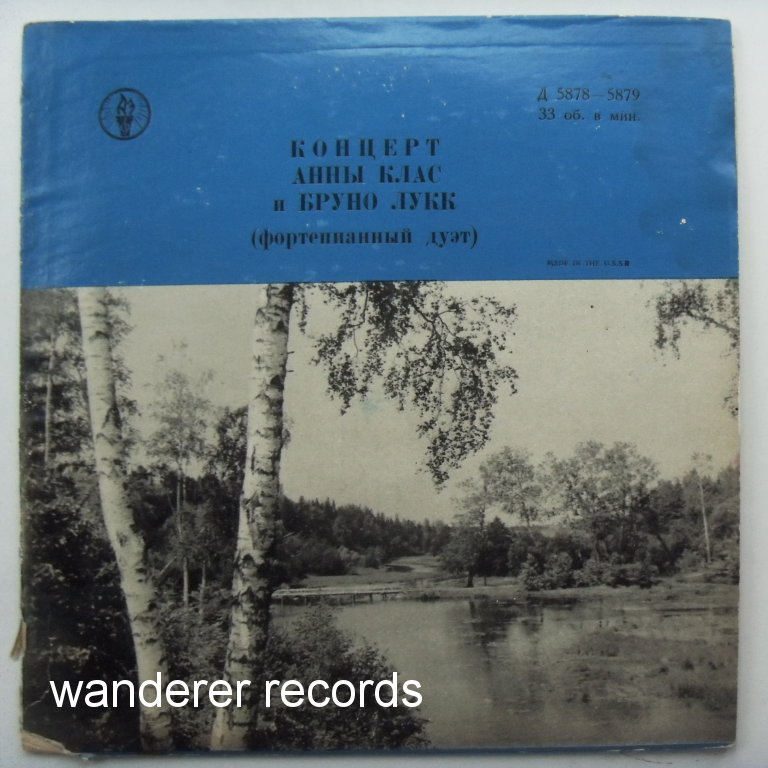 Д 5878—5879
33 об. в мин.
КОНЦЕРТ
АННЫ КЛАС
и БРУНО ЛУКК
(фортепианный дуэт)
MADE IN THE U.S.S.R
wanderer records